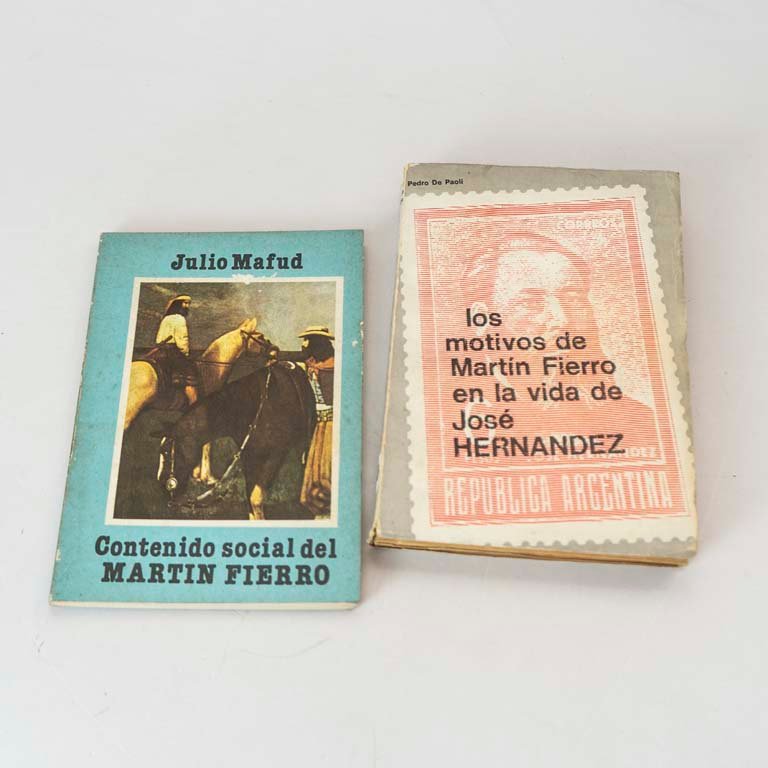 Julio Mafud
Contenido social del
MARTIN FIERRO
Pedro De Paoli
CORREOS
los
motivos de
Martín Fierro
en la vida de
José
HERNANDEZ
REPUBLICA ARGENTINA